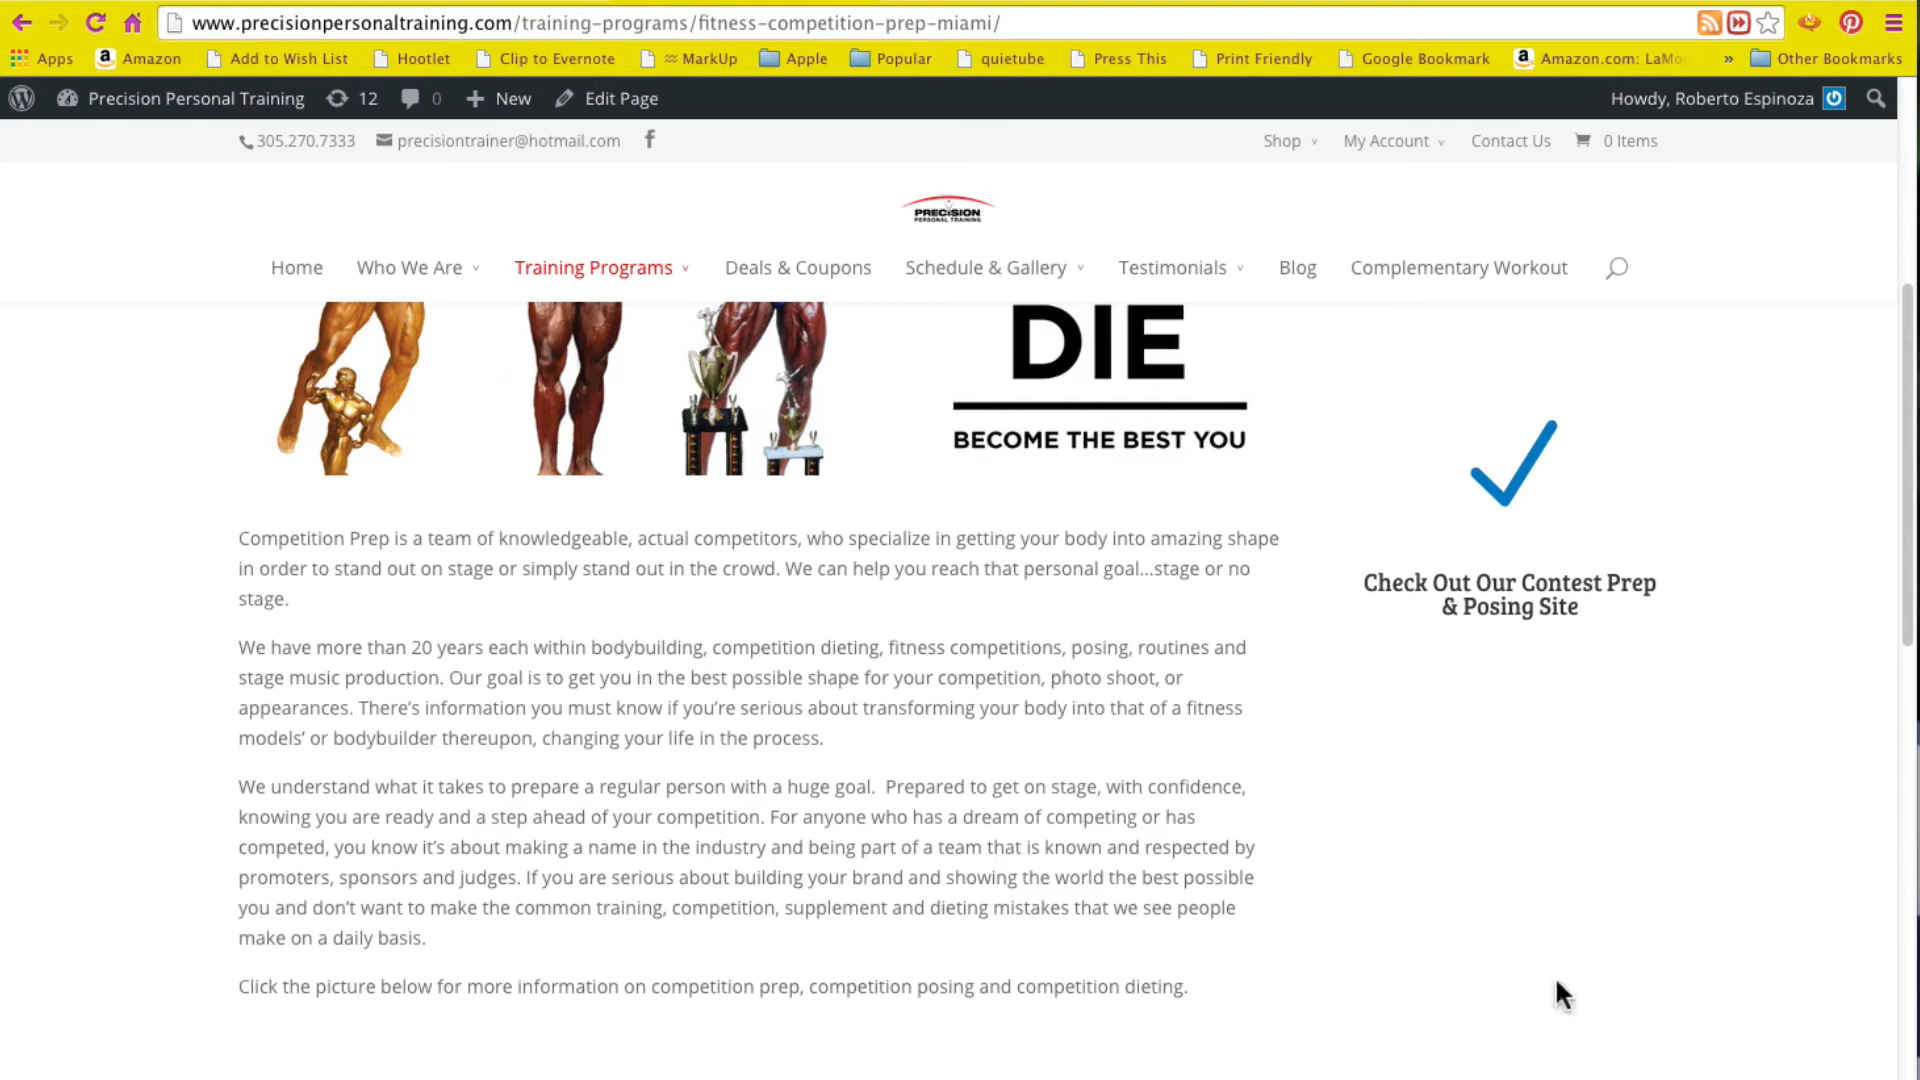 www.precisionpersonaltraining.com/training-programs/fitness-competition-prep-miami/
Apps Amazon Add to Wish List Hootlet Clip to Evernote ≈ MarkUp Apple Popular quietube Press This Print Friendly Google Bookmark Amazon.com: LaMo » Other Bookmarks
Precision Personal Training 12 0 New Edit Page Howdy, Roberto Espinoza
305.270.7333 precisiontrainer@hotmail.com Shop My Account Contact Us 0 Items
PRECISION
PERSONAL TRAINING
Home Who We Are Training Programs Deals & Coupons Schedule & Gallery Testimonials Blog Complementary Workout
DIE
BECOME THE BEST YOU
Competition Prep is a team of knowledgeable, actual competitors, who specialize in getting your body into amazing shape
in order to stand out on stage or simply stand out in the crowd. We can help you reach that personal goal...stage or no
stage.
Check Out Our Contest Prep
& Posing Site
We have more than 20 years each within bodybuilding, competition dieting, fitness competitions, posing, routines and
stage music production. Our goal is to get you in the best possible shape for your competition, photo shoot, or
appearances. There's information you must know if you're serious about transforming your body into that of a fitness
models' or bodybuilder thereupon, changing your life in the process.
We understand what it takes to prepare a regular person with a huge goal.  Prepared to get on stage, with confidence,
knowing you are ready and a step ahead of your competition. For anyone who has a dream of competing or has
competed, you know it's about making a name in the industry and being part of a team that is known and respected by
promoters, sponsors and judges. If you are serious about building your brand and showing the world the best possible
you and don't want to make the common training, competition, supplement and dieting mistakes that we see people
make on a daily basis.
Click the picture below for more information on competition prep, competition posing and competition dieting.